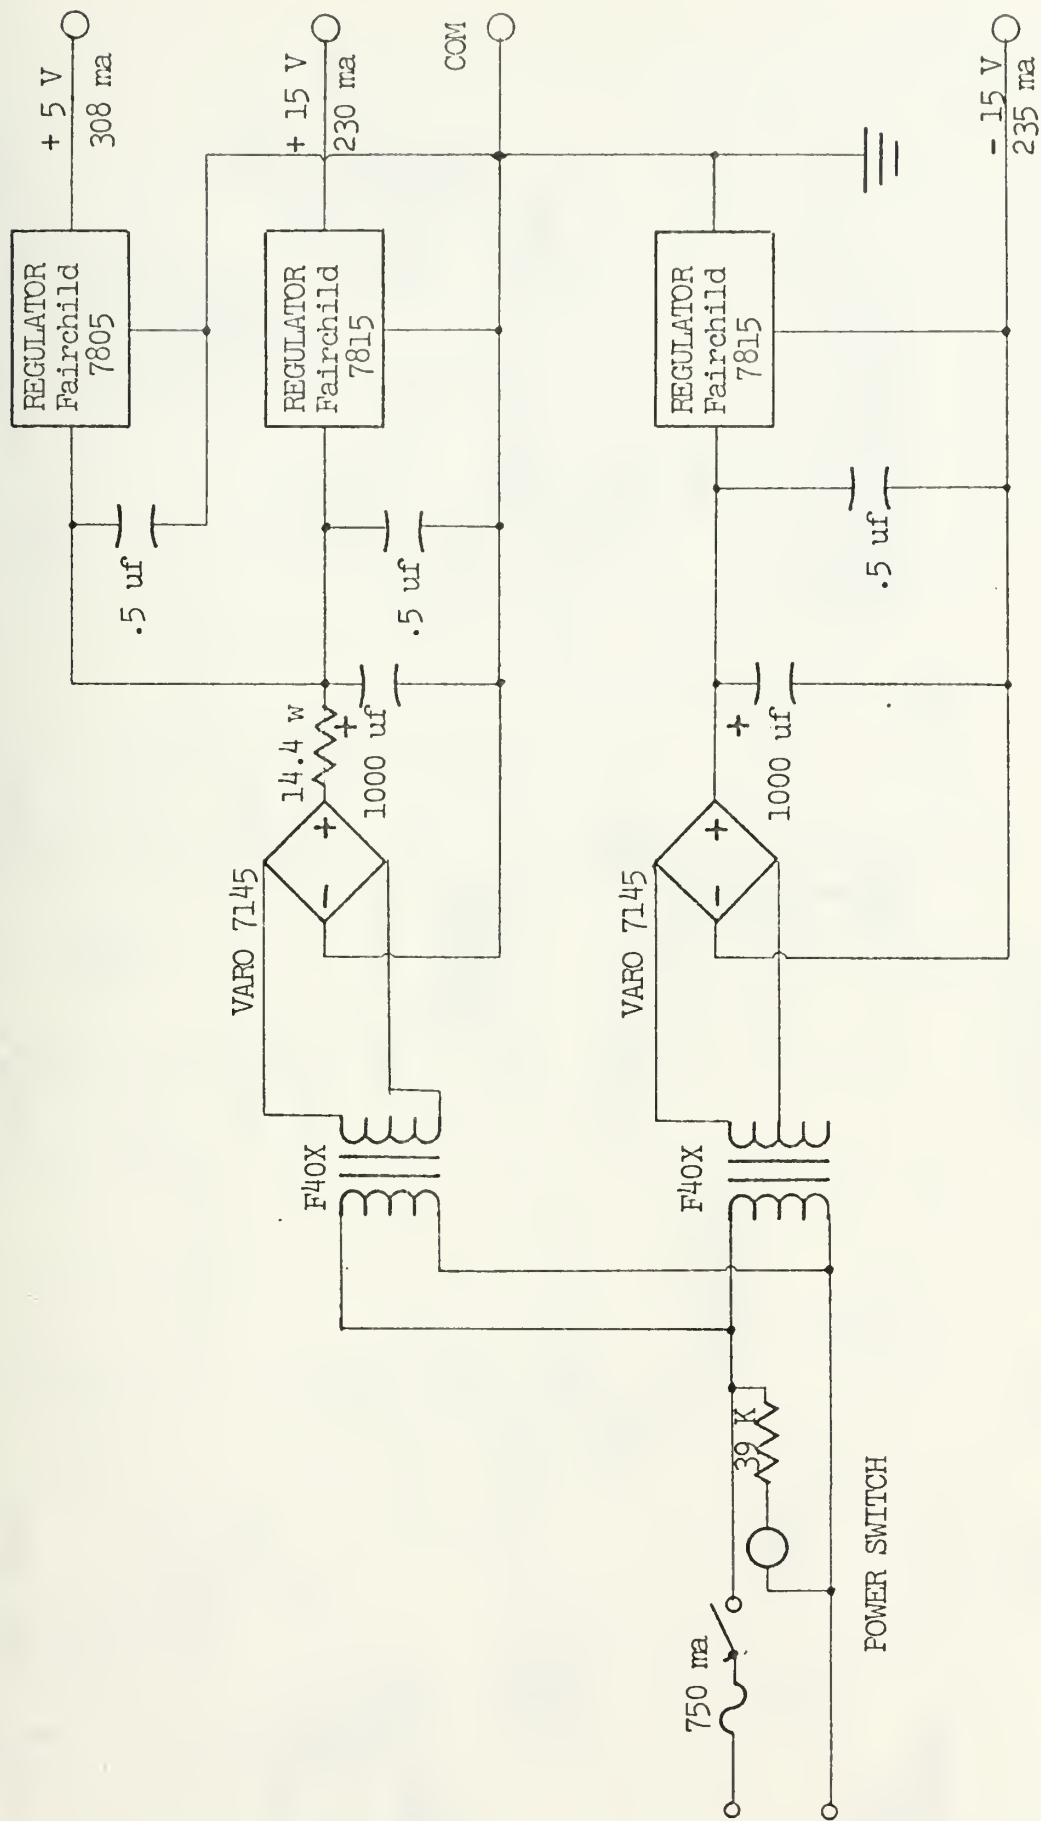 + 5 V
308 ma
REGULATOR
Fairchild
7805
.5 uf
+ 15 V
230 ma
REGULATOR
Fairchild
7815
.5 uf
14.4 w
+
1000 uf
+
-
VARO 7145
F40X
COM
REGULATOR
Fairchild
7815
.5 uf
+
1000 uf
+
-
VARO 7145
F40X
- 15 V
235 ma
39 K
750 ma
POWER SWITCH